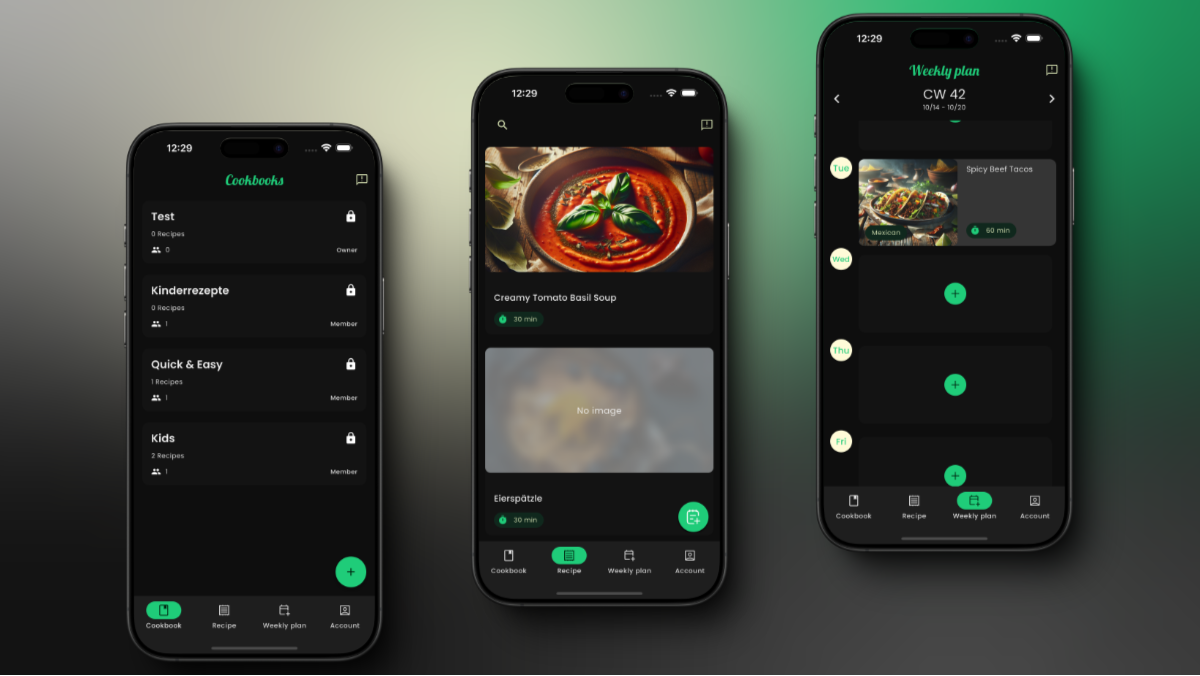 12:29
Cookbooks
Test
0 Recipes
0
Owner
Kinderrezepte
0 Recipes
1
Member
Quick & Easy
1 Recipes
1
Member
Kids
2 Recipes
1
Member
Cookbook
Recipe
Weekly plan
Account
12:29
Creamy Tomato Basil Soup
30 min
No image
Eierspätzle
30 min
Cookbook
Recipe
Weekly plan
Account
12:29
Weekly plan
CW 42
10/14 - 10/20
Tue
Spicy Beef Tacos
Mexican
60 min
Wed
Thu
Fri
Cookbook
Recipe
Weekly plan
Account